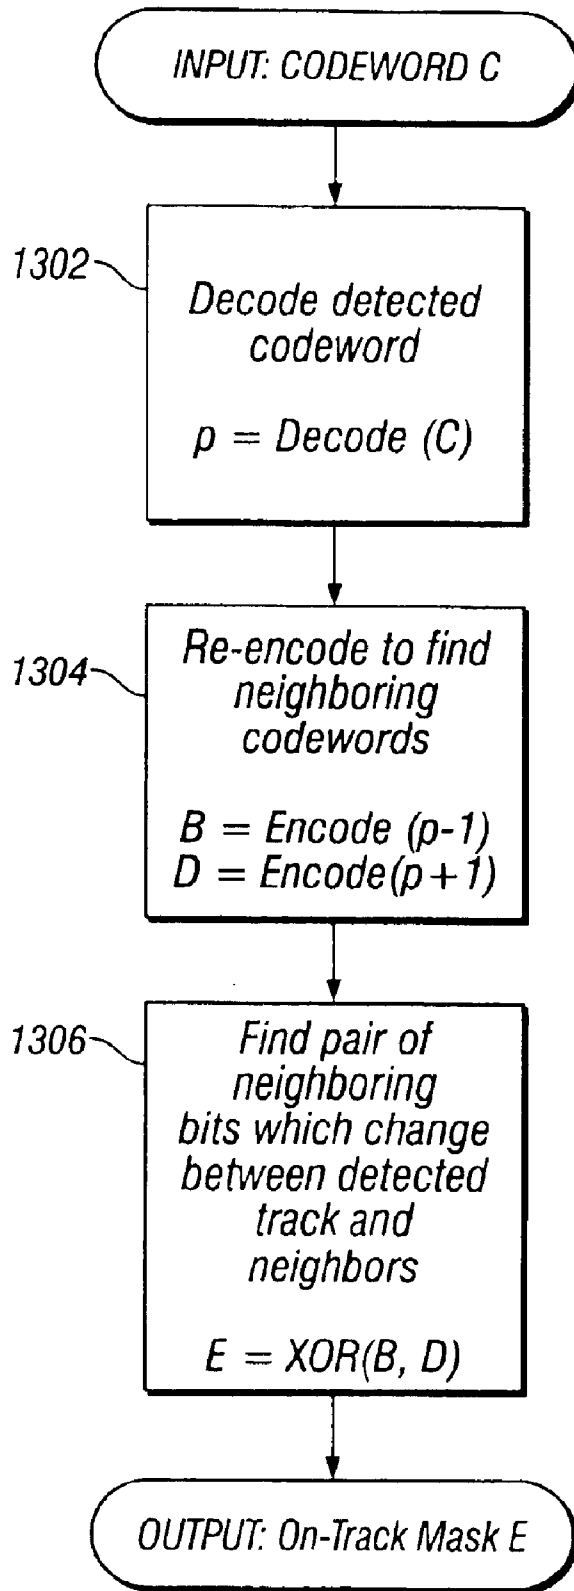 INPUT: CODEWORD C
1302
Decode detected
codeword
p = Decode (C)
1304
Re-encode to find
neighboring
codewords
B = Encode (p-1)
D = Encode(p+1)
1306
Find pair of
neighboring
bits which change
between detected
track and
neighbors
E = XOR(B, D)
OUTPUT: On-Track Mask E